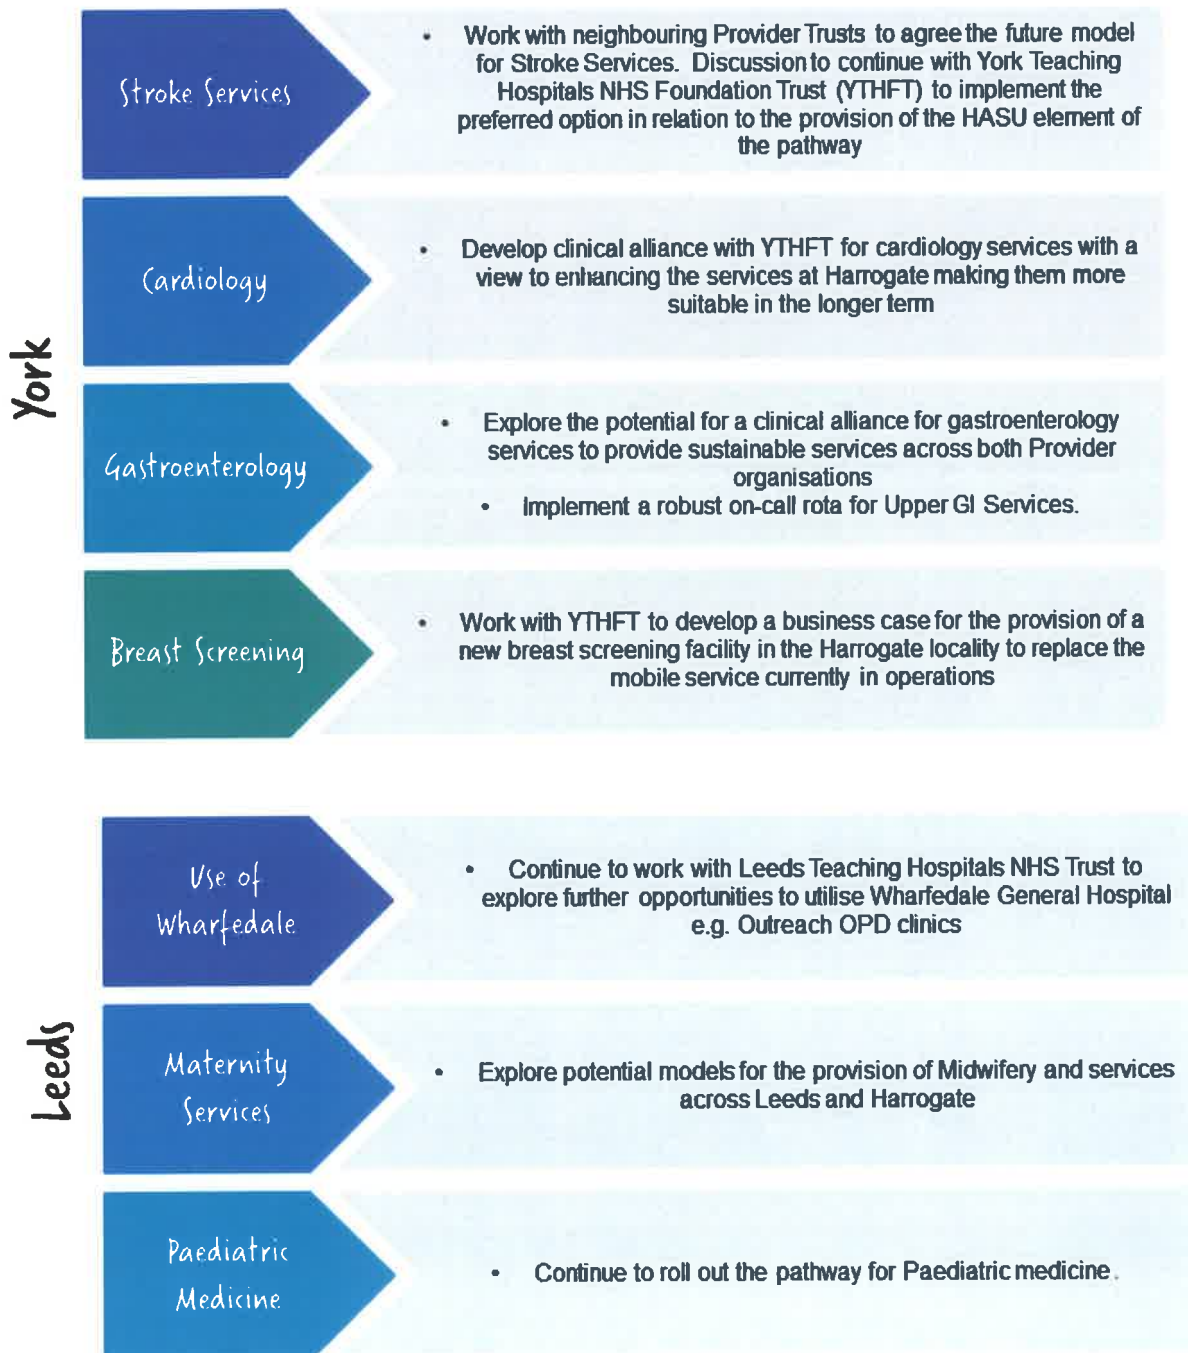 York
Stroke Services
• Work with neighbouring Provider Trusts to agree the future model
for Stroke Services. Discussion to continue with York Teaching
Hospitals NHS Foundation Trust (YTHFT) to implement the
preferred option in relation to the provision of the HASU element of
the pathway
Cardiology
• Develop clinical alliance with YTHFT for cardiology services with a
view to enhancing the services at Harrogate making them more
suitable in the longer term
Gastroenterology
• Explore the potential for a clinical alliance for gastroenterology
services to provide sustainable services across both Provider
organisations
• Implement a robust on-call rota for Upper GI Services.
Breast Screening
• Work with YTHFT to develop a business case for the provision of a
new breast screening facility in the Harrogate locality to replace the
mobile service currently in operations
Leeds
Use of
Wharfedale
• Continue to work with Leeds Teaching Hospitals NHS Trust to
explore further opportunities to utilise Wharfedale General Hospital
e.g. Outreach OPD clinics
Maternity
Services
• Explore potential models for the provision of Midwifery and services
across Leeds and Harrogate
Paediatric
Medicine
• Continue to roll out the pathway for Paediatric medicine.